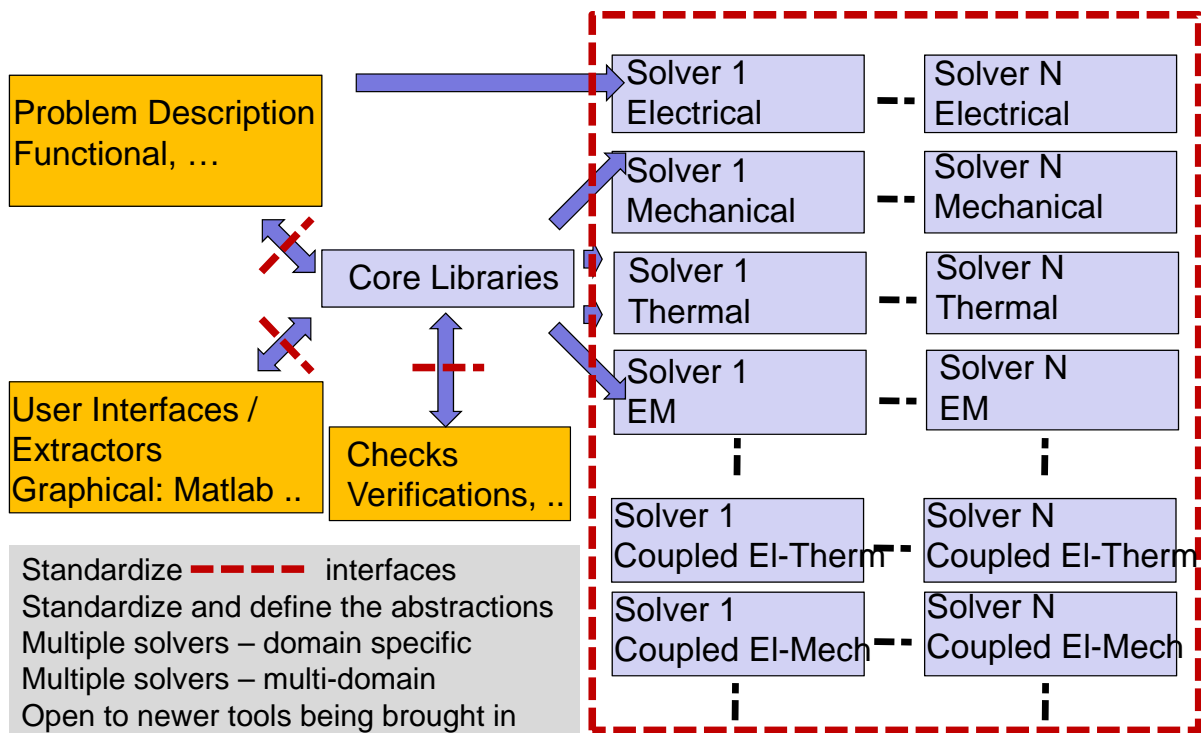 Problem Description
Functional, …
Core Libraries
User Interfaces /
Extractors
Graphical: Matlab ..
Checks
Verifications, ..
Solver 1
Electrical
Solver N
Electrical
Solver 1
Mechanical
Solver N
Mechanical
Solver 1
Thermal
Solver N
Thermal
Solver 1
EM
Solver N
EM
Solver 1
Coupled El-Therm
Solver N
Coupled El-Therm
Solver 1
Coupled El-Mech
Solver N
Coupled El-Mech
Standardize interfaces
Standardize and define the abstractions
Multiple solvers – domain specific
Multiple solvers – multi-domain
Open to newer tools being brought in